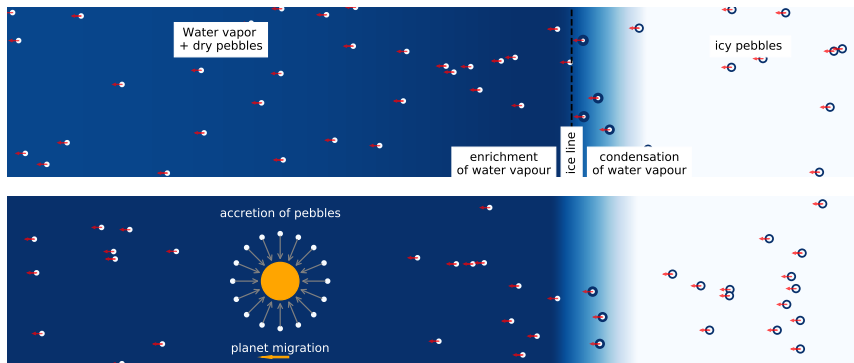 Water vapor
+ dry pebbles
icy pebbles
enrichment
of water vapour
ice line
condensation
of water vapour
accretion of pebbles
planet migration